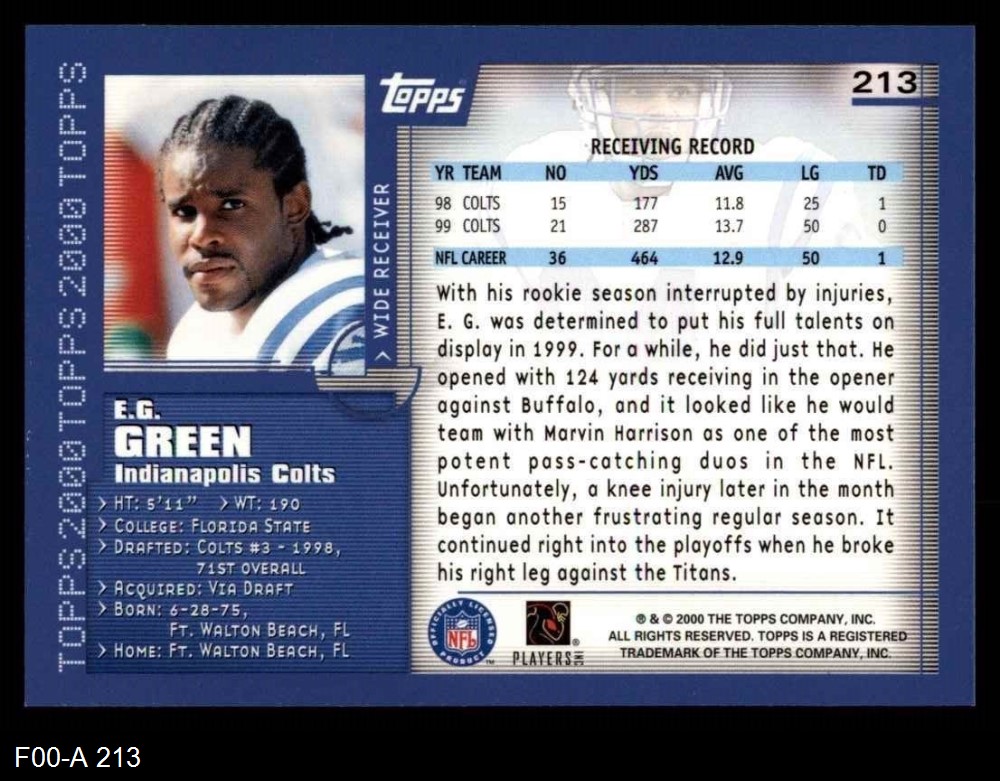 TOPPS2000TOPPS2000TOPPS2000TOPPS
TOPPS
213
> WIDE RECEIVER
E.G.
GREEN
Indianapolis Colts
> HT: 5'11" > WT: 190
> COLLEGE: FLORIDA STATE
> DRAFTED: COLTS #3 - 1998,
71ST OVERALL
> ACQUIRED: VIA DRAFT
> BORN: 6-28-75,
FT. WALTON BEACH, FL
> HOME: FT. WALTON BEACH, FL
RECEIVING RECORD
YR TEAM NO YDS AVG LG TD
98 COLTS 15 177 11.8 25 1
99 COLTS 21 287 13.7 50 0
NFL CAREER 36 464 12.9 50 1
With his rookie season interrupted by injuries,
E. G. was determined to put his full talents on
display in 1999. For a while, he did just that. He
opened with 124 yards receiving in the opener
against Buffalo, and it looked like he would
team with Marvin Harrison as one of the most
potent pass-catching duos in the NFL.
Unfortunately, a knee injury later in the month
began another frustrating regular season. It
continued right into the playoffs when he broke
his right leg against the Titans.
OFFICIALLY LICENSED
NFL
PRODUCT ™
PLAYERS INC ®
® & © 2000 THE TOPPS COMPANY, INC.
ALL RIGHTS RESERVED. TOPPS IS A REGISTERED
TRADEMARK OF THE TOPPS COMPANY, INC.
F00-A 213